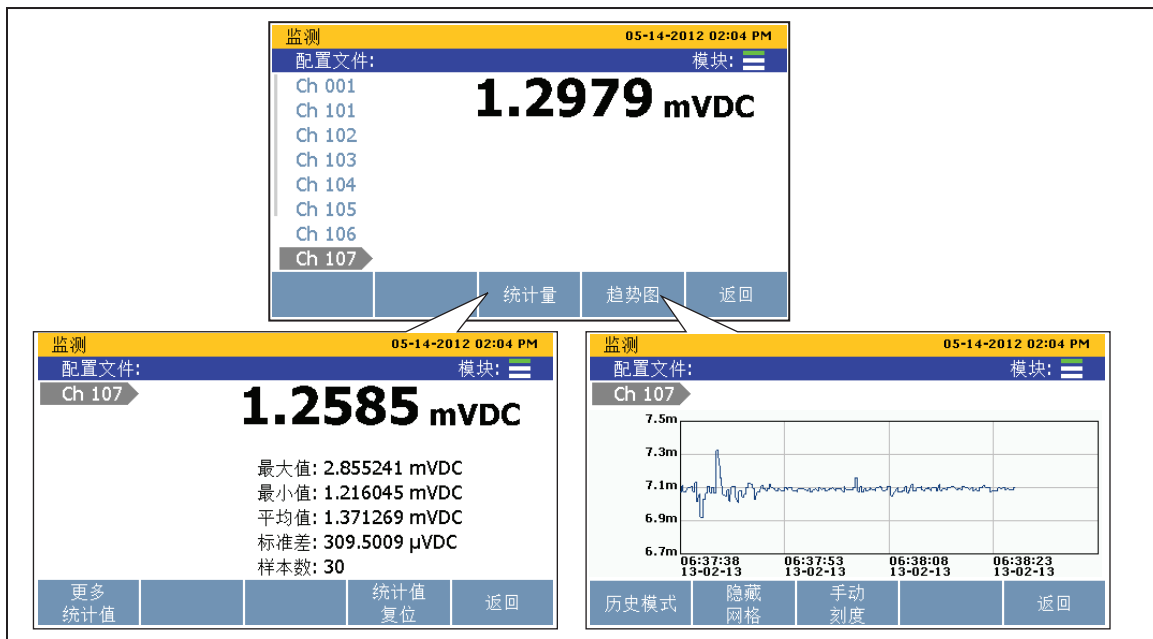 监测 05-14-2012 02:04 PM
配置文件: 模块:
Ch 001
1.2979 mVDC
Ch 101
Ch 102
Ch 103
Ch 104
Ch 105
Ch 106
Ch 107
统计量 趋势图 返回
监测 05-14-2012 02:04 PM
配置文件: 模块:
Ch 107
1.2585 mVDC
最大值: 2.855241 mVDC
最小值: 1.216045 mVDC
平均值: 1.371269 mVDC
标准差: 309.5009 µVDC
样本数: 30
更多
统计值
统计值
复位
返回
监测 05-14-2012 02:04 PM
配置文件: 模块:
Ch 107
7.5m
7.3m
7.1m
6.9m
6.7m
06:37:38 06:37:53 06:38:08 06:38:23
13-02-13 13-02-13 13-02-13 13-02-13
历史模式
隐藏
网格
手动
刻度
返回